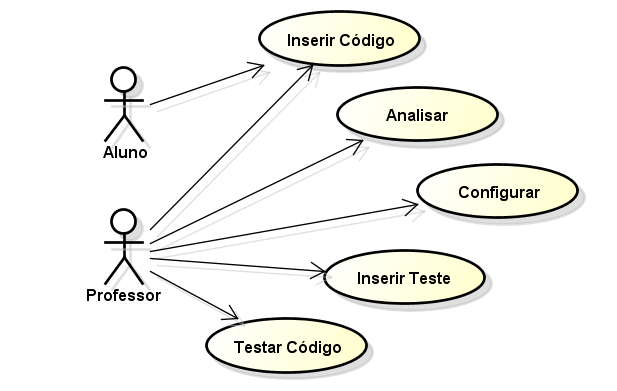 Inserir Código
Analisar
Aluno
Configurar
Inserir Teste
Professor
Testar Código